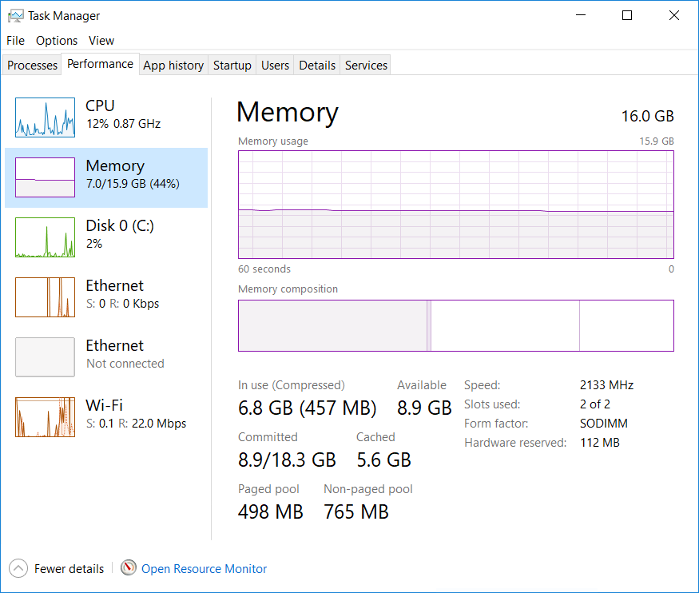 Task Manager
File Options View
Processes Performance App history Startup Users Details Services
CPU
12% 0.87 GHz
Memory
7.0/15.9 GB (44%)
Disk 0 (C:)
2%
Ethernet
S: 0 R: 0 Kbps
Ethernet
Not connected
Wi-Fi
S: 0.1 R: 22.0 Mbps
Memory 16.0 GB
Memory usage 15.9 GB
60 seconds 0
Memory composition
In use (Compressed) Available
6.8 GB (457 MB) 8.9 GB
Committed Cached
8.9/18.3 GB 5.6 GB
Paged pool Non-paged pool
498 MB 765 MB
Speed: 2133 MHz
Slots used: 2 of 2
Form factor: SODIMM
Hardware reserved: 112 MB
Fewer details Open Resource Monitor